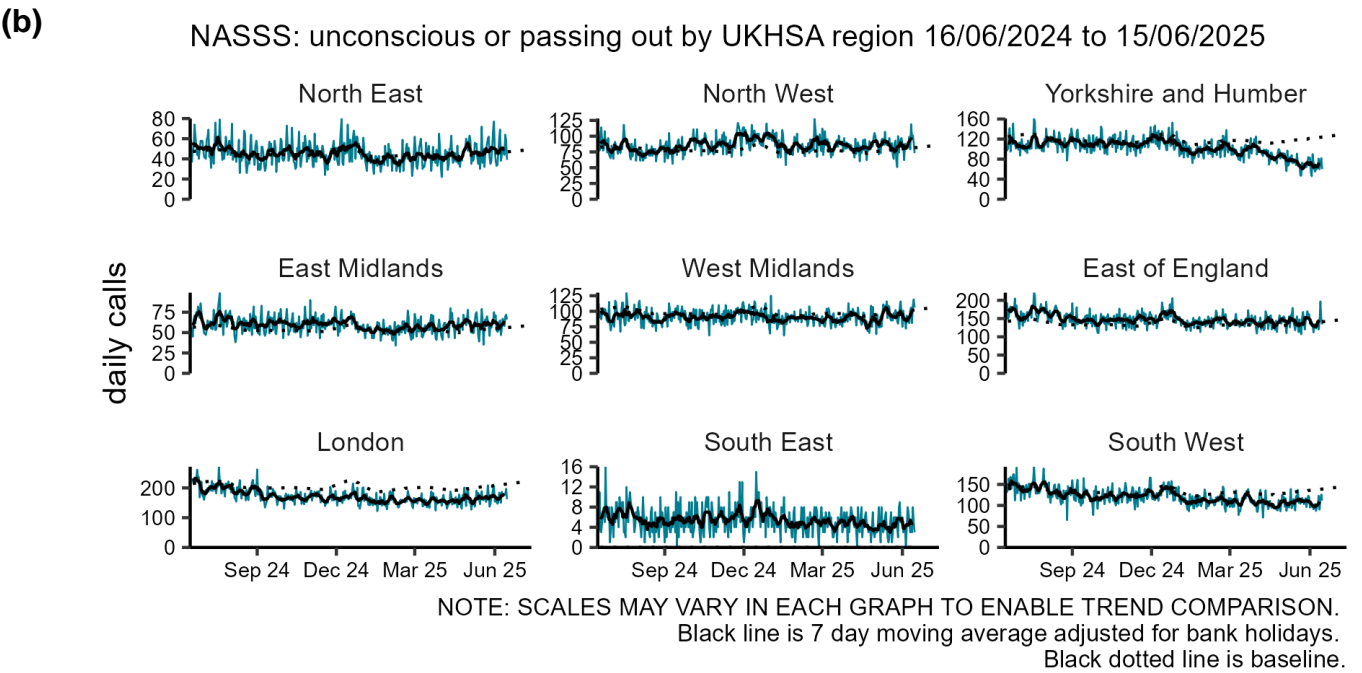 (b)
NASSS: unconscious or passing out by UKHSA region 16/06/2024 to 15/06/2025
North East
North West
Yorkshire and Humber
80
60
40
20
0
125
100
75
50
25
0
160
120
80
40
0
daily calls
East Midlands
West Midlands
East of England
75
50
25
0
125
100
75
50
25
0
200
150
100
50
0
London
South East
South West
200
100
0
16
12
8
4
0
150
100
50
0
Sep 24 Dec 24 Mar 25 Jun 25
Sep 24 Dec 24 Mar 25 Jun 25
Sep 24 Dec 24 Mar 25 Jun 25
NOTE: SCALES MAY VARY IN EACH GRAPH TO ENABLE TREND COMPARISON.
Black line is 7 day moving average adjusted for bank holidays.
Black dotted line is baseline.